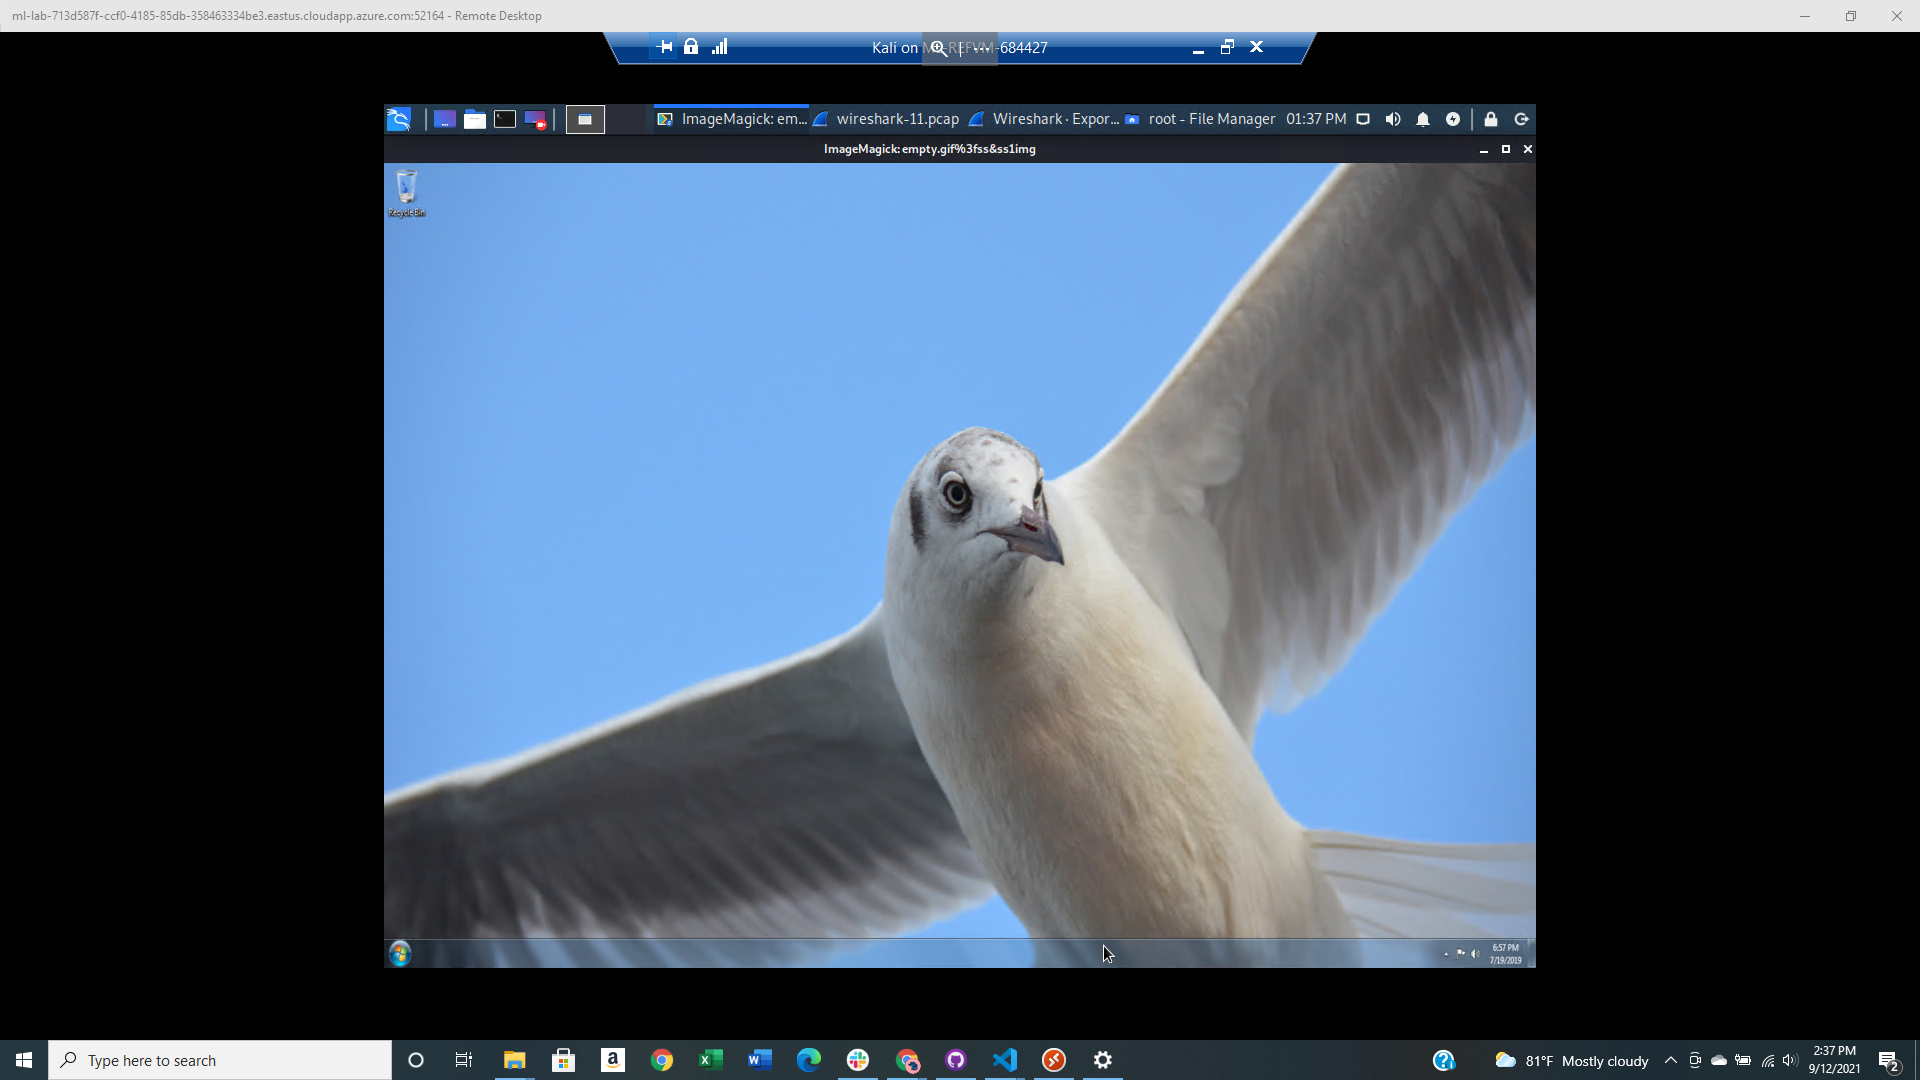 ml-lab-713d587f-ccf0-4185-85db-358463334be3.eastus.cloudapp.azure.com:52164 - Remote Desktop
Kali on ML-REFVM-684427
ImageMagick: em...
wireshark-11.pcap
Wireshark · Expor...
root - File Manager
01:37 PM
ImageMagick: empty.gif%3fss&ss1img
Recycle Bin
6:57 PM
7/19/2019
Type here to search
81°F Mostly cloudy
2:37 PM
9/12/2021
2